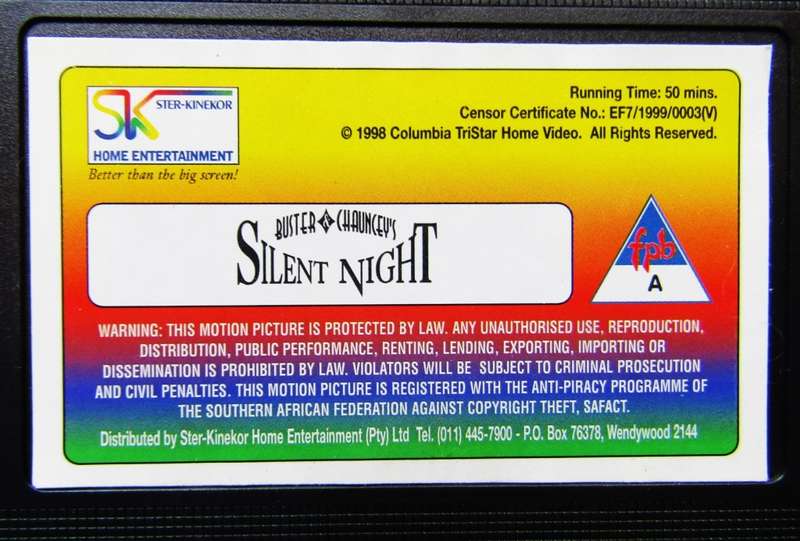 SK STER-KINEKOR
HOME ENTERTAINMENT
Better than the big screen!
Running Time: 50 mins.
Censor Certificate No.: EF7/1999/0003(V)
© 1998 Columbia TriStar Home Video. All Rights Reserved.
BUSTER & CHAUNCEY'S
SILENT NIGHT
fpb
A
WARNING: THIS MOTION PICTURE IS PROTECTED BY LAW. ANY UNAUTHORISED USE, REPRODUCTION,
DISTRIBUTION, PUBLIC PERFORMANCE, RENTING, LENDING, EXPORTING, IMPORTING OR
DISSEMINATION IS PROHIBITED BY LAW. VIOLATORS WILL BE SUBJECT TO CRIMINAL PROSECUTION
AND CIVIL PENALTIES. THIS MOTION PICTURE IS REGISTERED WITH THE ANTI-PIRACY PROGRAMME OF
THE SOUTHERN AFRICAN FEDERATION AGAINST COPYRIGHT THEFT, SAFACT.
Distributed by Ster-Kinekor Home Entertainment (Pty) Ltd Tel. (011) 445-7900 - P.O. Box 76378, Wendywood 2144